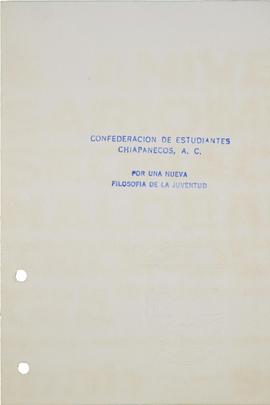 CONFEDERACION DE ESTUDIANTES
CHIAPANECOS, A. C.
POR UNA NUEVA
FILOSOFIA DE LA JUVENTUD